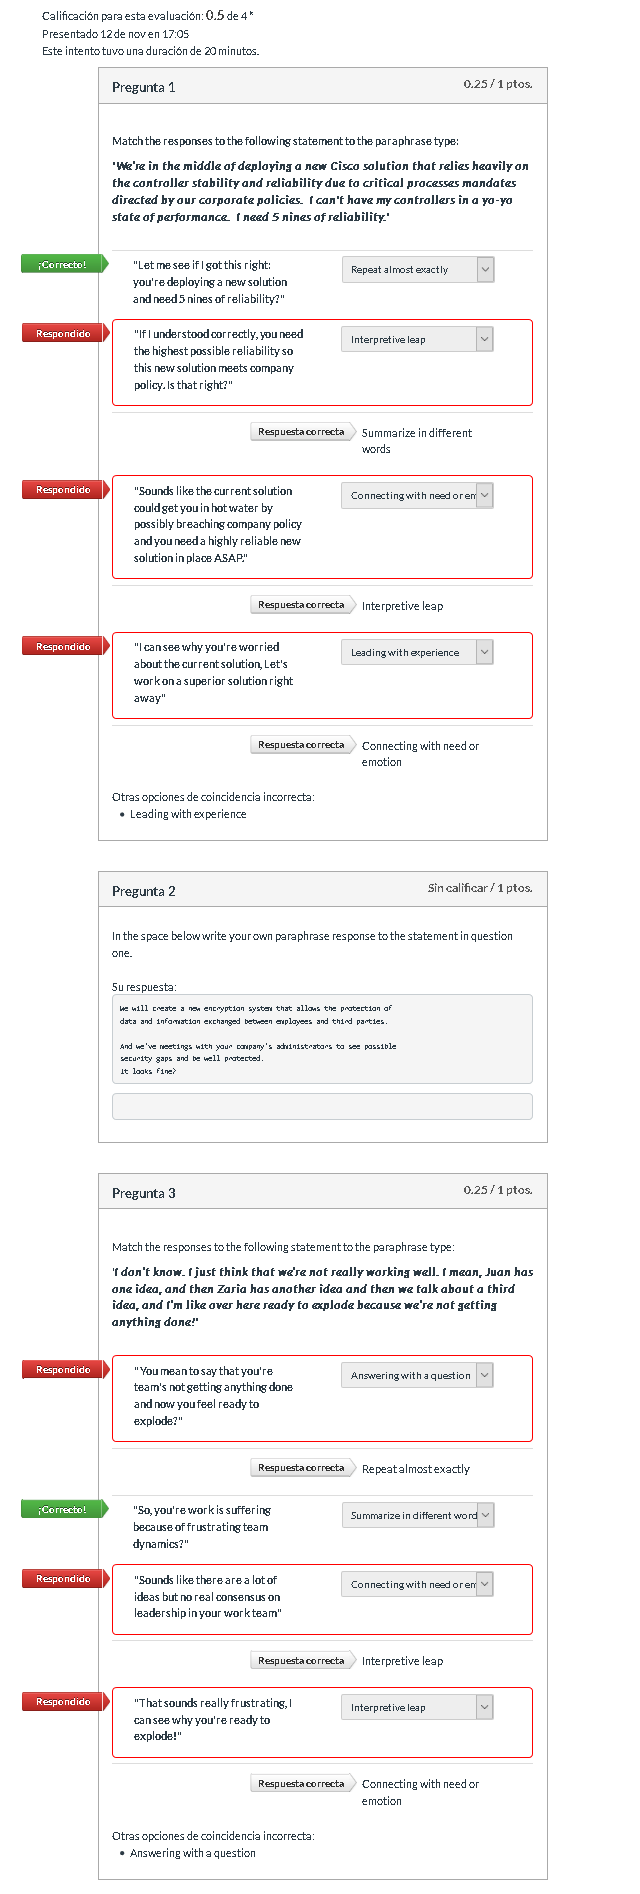 Calificación para esta evaluación: 0.5 de 4 *
Presentado 12 de nov en 17:05
Este intento tuvo una duración de 20 minutos.
Pregunta 1
0.25 / 1 ptos.
Match the responses to the following statement to the paraphrase type:
"We're in the middle of deploying a new Cisco solution that relies heavily on
the controller stability and reliability due to critical processes mandates
directed by our corporate policies. I can't have my controllers in a yo-yo
state of performance. I need 5 nines of reliability."
¡Correcto!
"Let me see if I got this right:
you're deploying a new solution
and need 5 nines of reliability?"
Repeat almost exactly
Respondido
"If I understood correctly, you need
the highest possible reliability so
this new solution meets company
policy. Is that right?"
Interpretive leap
Respuesta correcta
Summarize in different
words
Respondido
"Sounds like the current solution
could get you in hot water by
possibly breaching company policy
and you need a highly reliable new
solution in place ASAP."
Connecting with need or em
Respuesta correcta
Interpretive leap
Respondido
"I can see why you're worried
about the current solution, Let's
work on a superior solution right
away"
Leading with experience
Respuesta correcta
Connecting with need or
emotion
Otras opciones de coincidencia incorrecta:
• Leading with experience
Pregunta 2
Sin calificar / 1 ptos.
In the space below write your own paraphrase response to the statement in question
one.
Su respuesta:
We will create a new encryption system that allows the protection of
data and information exchanged between employees and third parties.
And we've meetings with your company's administrators to see possible
security gaps and be well protected.
it looks fine?
Pregunta 3
0.25 / 1 ptos.
Match the responses to the following statement to the paraphrase type:
"I don't know. I just think that we're not really working well. I mean, Juan has
one idea, and then Zaria has another idea and then we talk about a third
idea, and I'm like over here ready to explode because we're not getting
anything done!"
Respondido
"You mean to say that you're
team's not getting anything done
and now you feel ready to
explode?"
Answering with a question
Respuesta correcta
Repeat almost exactly
¡Correcto!
"So, you're work is suffering
because of frustrating team
dynamics?"
Summarize in different word
Respondido
"Sounds like there are a lot of
ideas but no real consensus on
leadership in your work team"
Connecting with need or em
Respuesta correcta
Interpretive leap
Respondido
"That sounds really frustrating, I
can see why you're ready to
explode!"
Interpretive leap
Respuesta correcta
Connecting with need or
emotion
Otras opciones de coincidencia incorrecta:
• Answering with a question